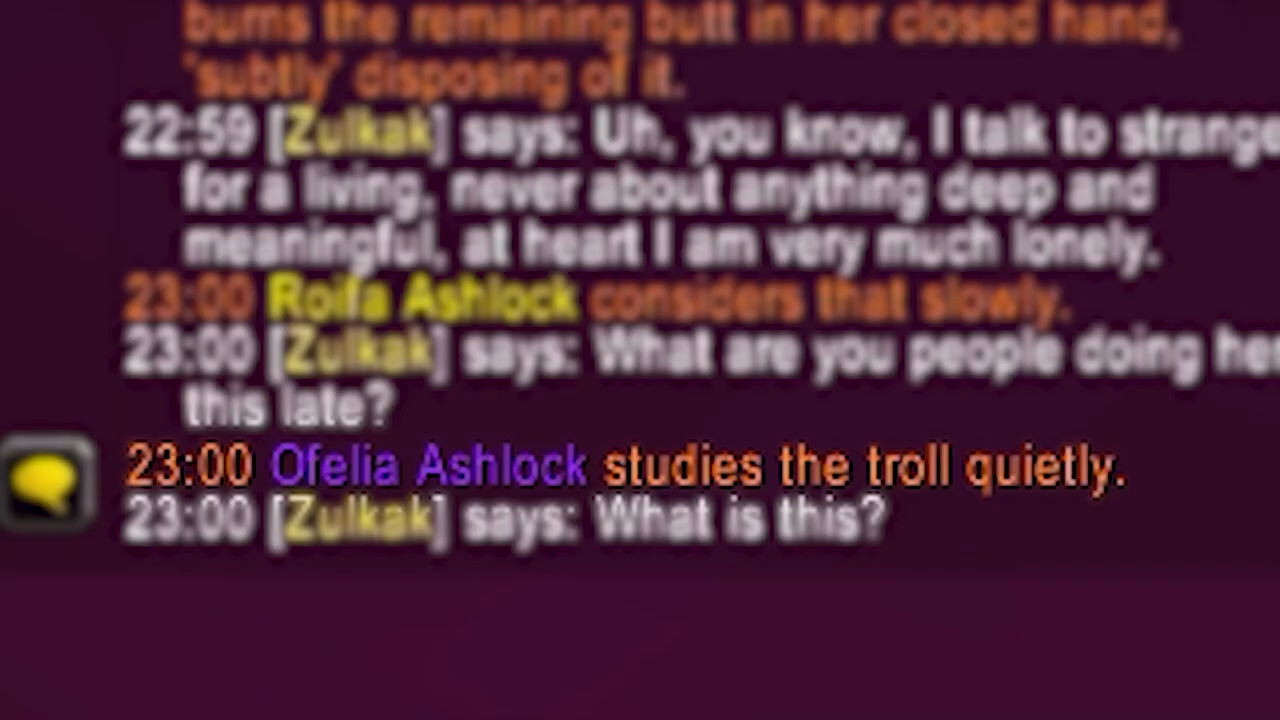 burns the remaining butt in her closed hand,
'subtly' disposing of it.
22:59 [Zulkak] says: Uh, you know, I talk to strange
for a living, never about anything deep and
meaningful, at heart I am very much lonely.
23:00 Roifa Ashlock considers that slowly.
23:00 [Zulkak] says: What are you people doing
this late?
23:00 Ofelia Ashlock studies the troll quietly.
23:00 [Zulkak] says: What is this?